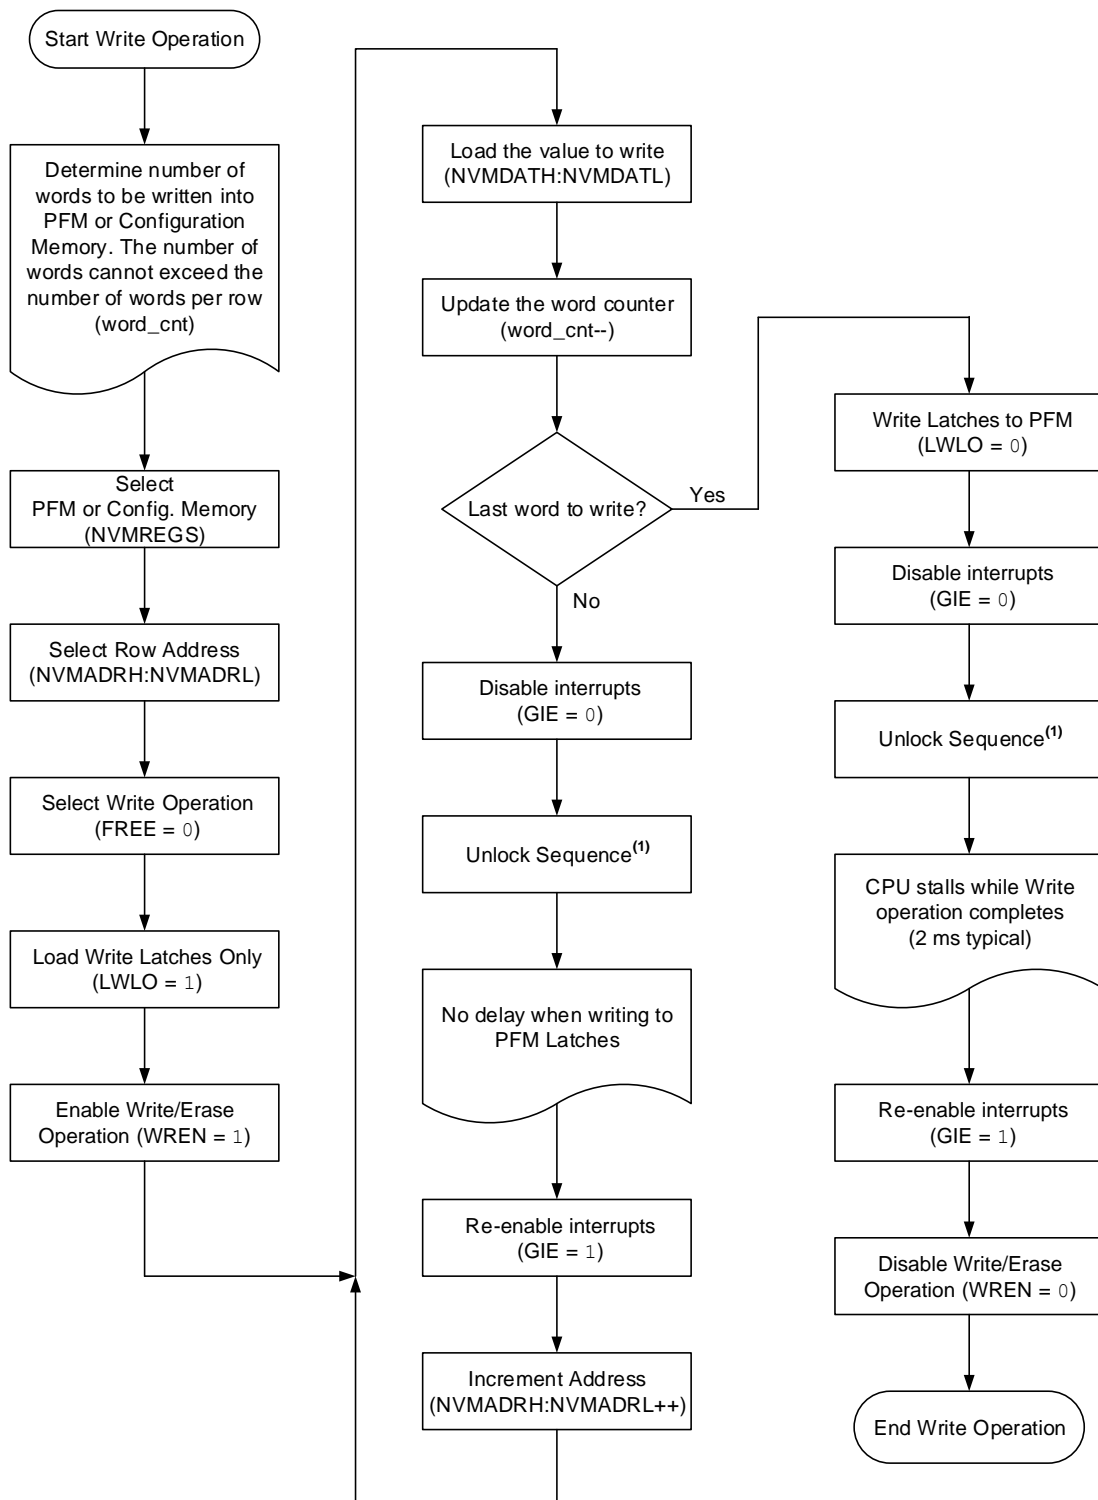 Start Write Operation
Determine number of
words to be written into
PFM or Configuration
Memory. The number of
words cannot exceed the
number of words per row
(word_cnt)
Select
PFM or Config. Memory
(NVMREGS)
Select Row Address
(NVMADRH:NVMADRL)
Select Write Operation
(FREE = 0)
Load Write Latches Only
(LWLO = 1)
Enable Write/Erase
Operation (WREN = 1)
Load the value to write
(NVMDATH:NVMDATL)
Update the word counter
(word_cnt--)
Last word to write?
Yes
No
Disable interrupts
(GIE = 0)
Unlock Sequence(1)
No delay when writing to
PFM Latches
Re-enable interrupts
(GIE = 1)
Increment Address
(NVMADRH:NVMADRL++)
Write Latches to PFM
(LWLO = 0)
Disable interrupts
(GIE = 0)
Unlock Sequence(1)
CPU stalls while Write
operation completes
(2 ms typical)
Re-enable interrupts
(GIE = 1)
Disable Write/Erase
Operation (WREN = 0)
End Write Operation